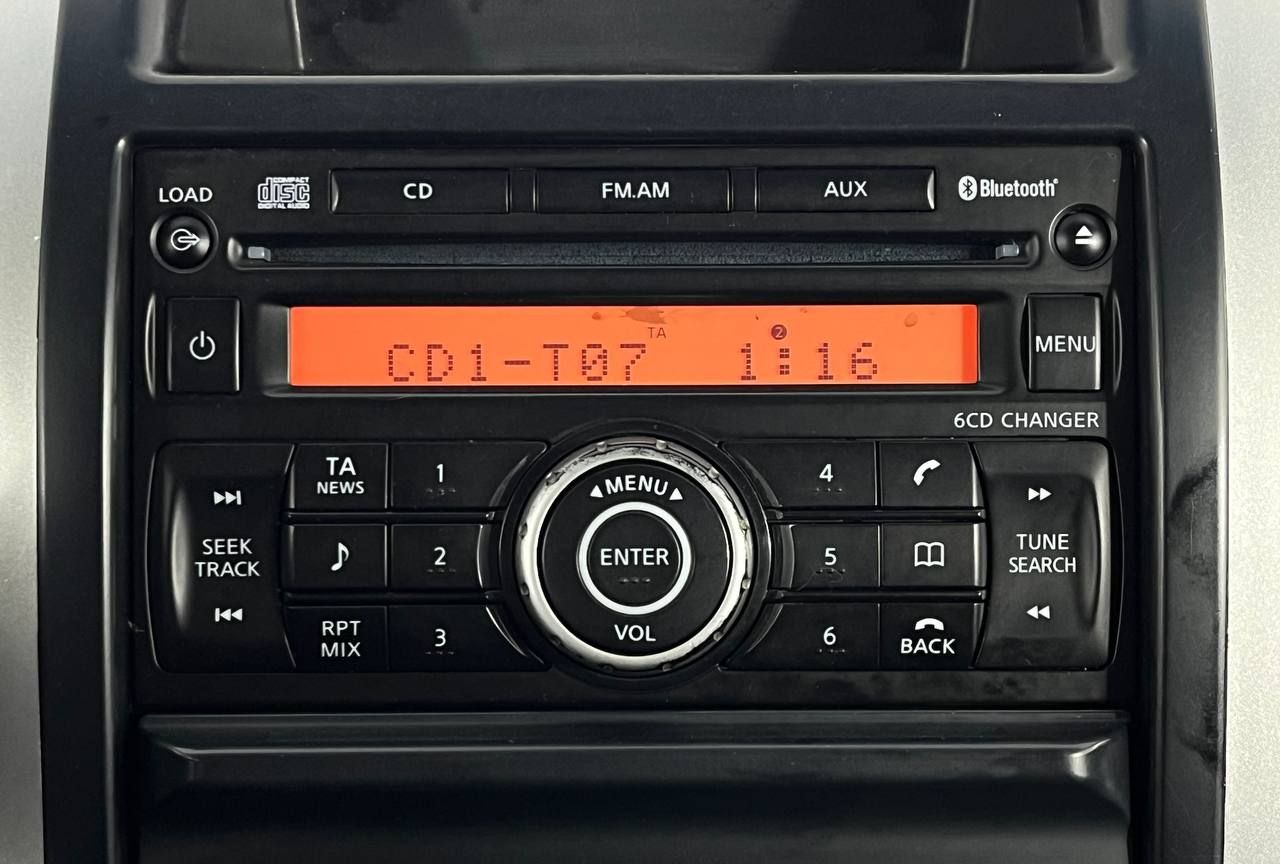 LOAD
COMPACT
disc
DIGITAL AUDIO
CD
FM.AM
AUX
Bluetooth®
TA
2
CD1-T07 1:16
MENU
6CD CHANGER
SEEK
TRACK
TA
NEWS
RPT
MIX
1
2
3
MENU
ENTER
VOL
4
5
6
BACK
TUNE
SEARCH